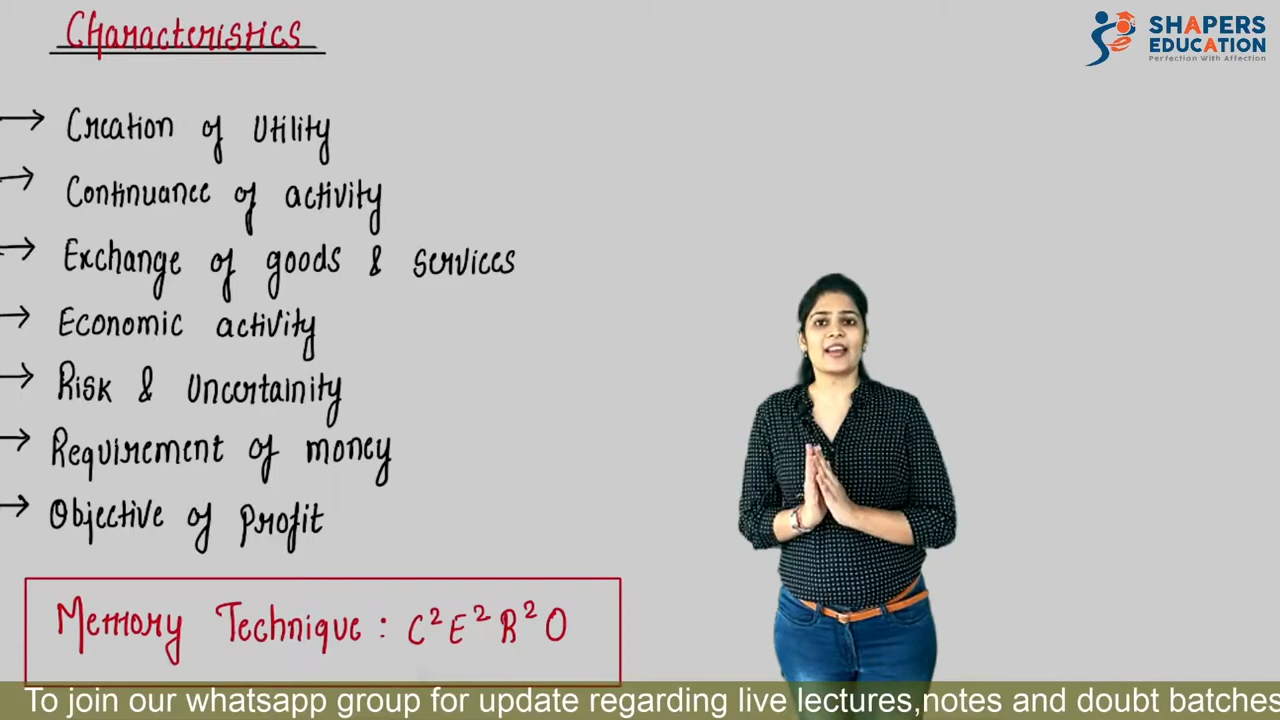 Characteristics
SHAPERS
EDUCATION
Perfection With Affection
→ Creation of Utility
→ Continuance of activity
→ Exchange of goods & services
→ Economic activity
→ Risk & Uncertainity
→ Requirement of money
→ Objective of Profit
Memory Technique : C²E²R²O
To join our whatsapp group for update regarding live lectures,notes and doubt batches